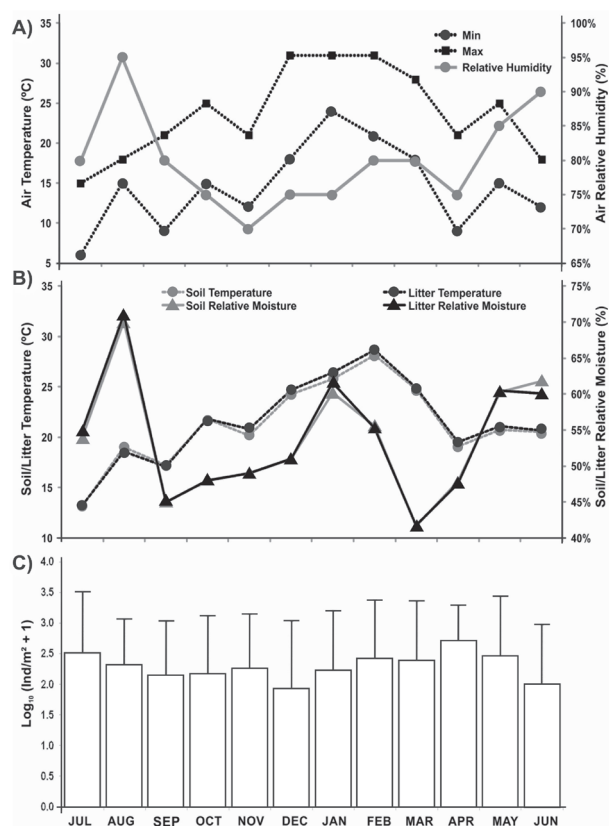 A)
Air Temperature (ºC)
35
30
25
20
15
10
5
Min
Max
Relative Humidity
100%
95%
90%
85%
80%
75%
70%
65%
Air Relative Humidity (%)
B)
Soil/Litter Temperature (ºC)
35
30
25
20
15
10
Soil Temperature
Soil Relative Moisture
Litter Temperature
Litter Relative Moisture
75%
70%
65%
60%
55%
50%
45%
40%
Soil/Litter Relative Moisture (%)
C)
Log₁₀ (Ind/m² + 1)
4.0
3.5
3.0
2.5
2.0
1.5
1.0
0.5
0.0
JUL AUG SEP OCT NOV DEC JAN FEB MAR APR MAY JUN